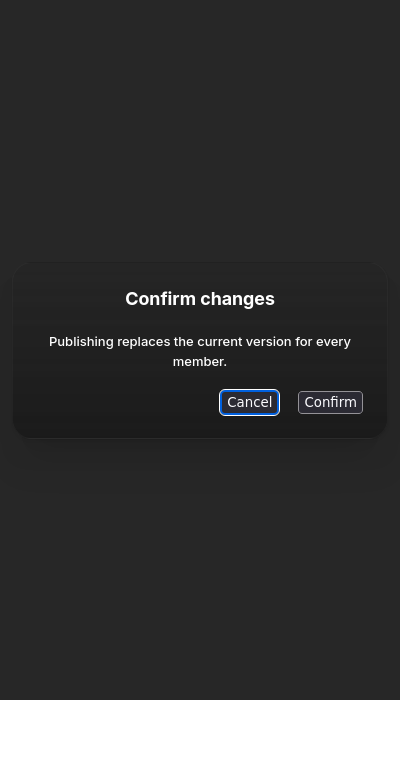 Confirm changes
Publishing replaces the current version for every
member.
Cancel Confirm